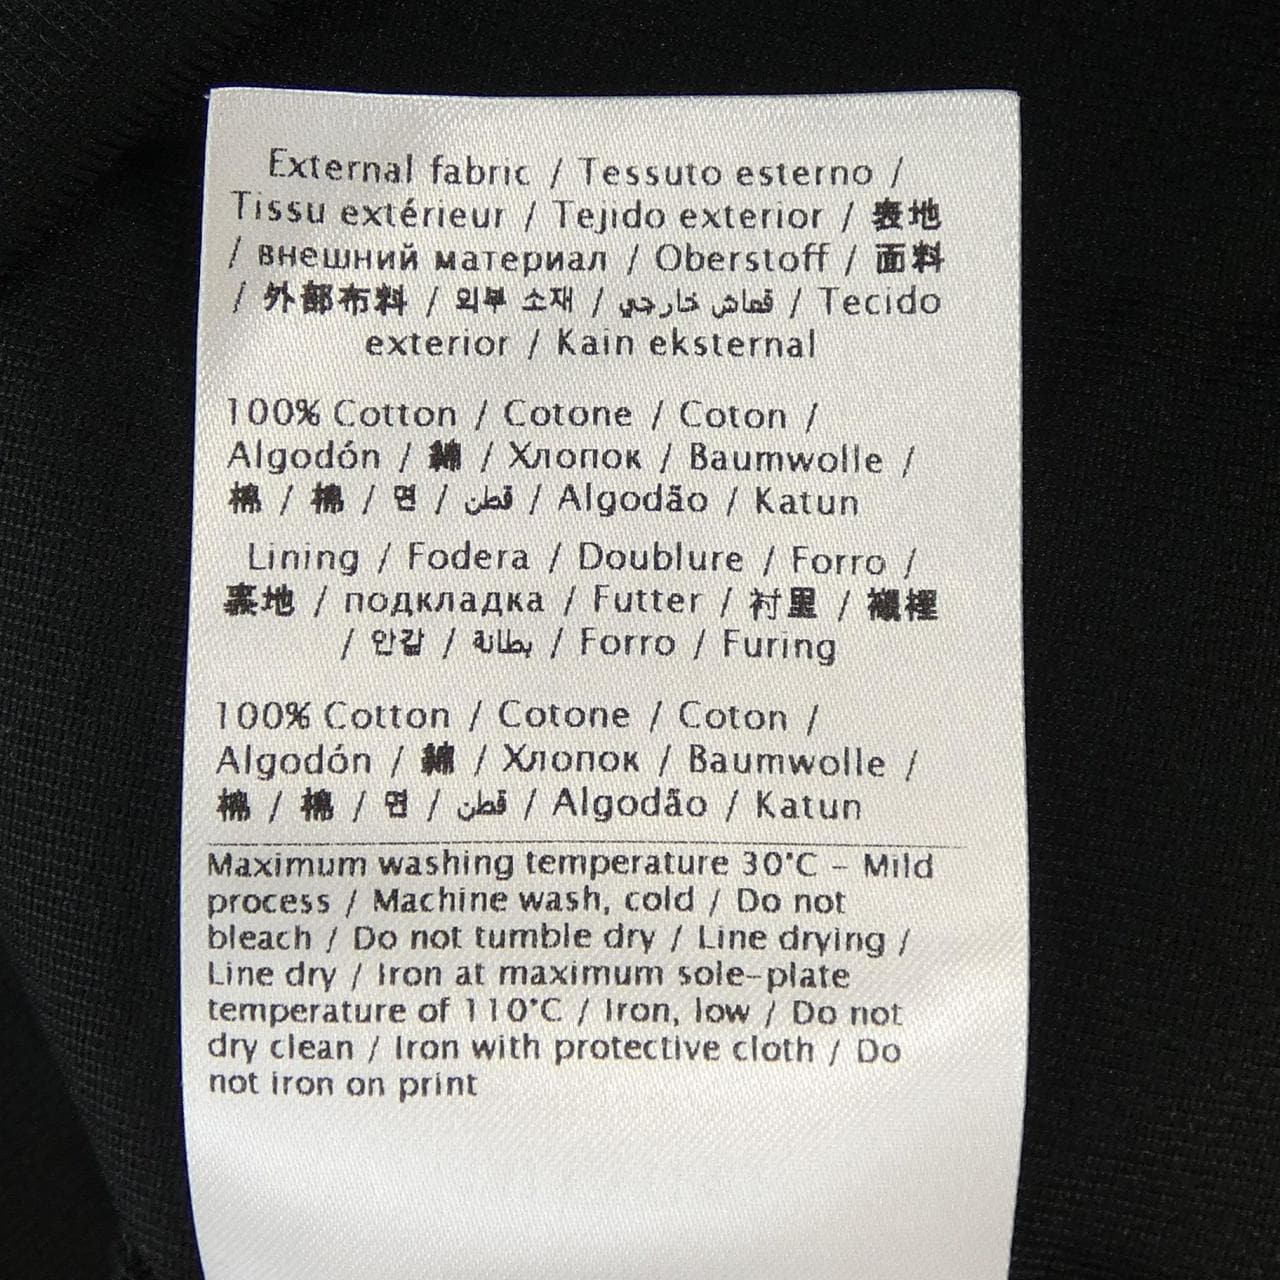 External fabric / Tessuto esterno /
Tissu extérieur / Tejido exterior / 表地
/ внешний материал / Oberstoff / 面料
/ 外部布料 / 외부 소재 / قماش خارجي / Tecido
exterior / Kain eksternal
100% Cotton / Cotone / Coton /
Algodón / 綿 / Хлопок / Baumwolle /
棉 / 棉 / 면 / قطن / Algodão / Katun
Lining / Fodera / Doublure / Forro /
裏地 / подкладка / Futter / 衬里 / 襯裡
/ 안감 / بطانة / Forro / Furing
100% Cotton / Cotone / Coton /
Algodón / 綿 / Хлопок / Baumwolle /
棉 / 棉 / 면 / قطن / Algodão / Katun
Maximum washing temperature 30°C - Mild
process / Machine wash, cold / Do not
bleach / Do not tumble dry / Line drying /
Line dry / Iron at maximum sole-plate
temperature of 110°C / Iron, low / Do not
dry clean / Iron with protective cloth / Do
not iron on print